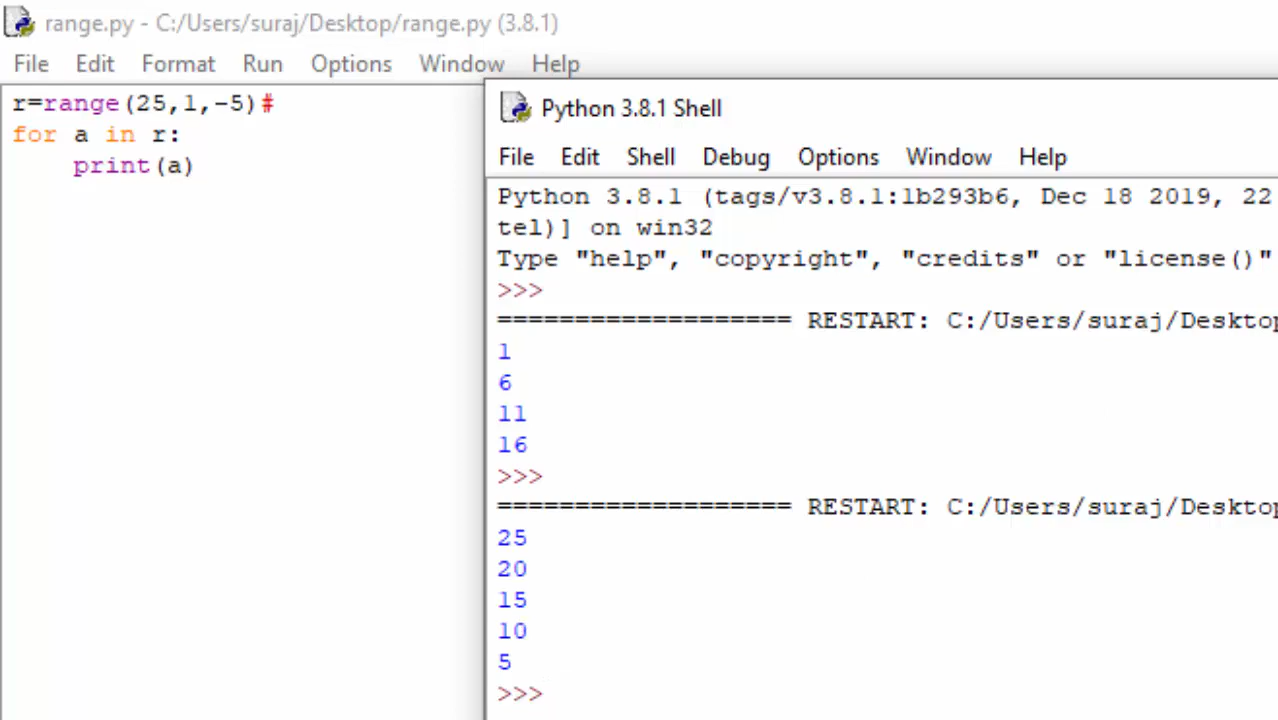 range.py - C:/Users/suraj/Desktop/range.py (3.8.1)
File Edit Format Run Options Window Help
r=range(25,1,-5)#
for a in r:
    print(a)
Python 3.8.1 Shell
File Edit Shell Debug Options Window Help
Python 3.8.1 (tags/v3.8.1:1b293b6, Dec 18 2019, 22
tel)] on win32
Type "help", "copyright", "credits" or "license()"
>>>
=================== RESTART: C:/Users/suraj/Desktop
1
6
11
16
>>>
=================== RESTART: C:/Users/suraj/Desktop
25
20
15
10
5
>>>